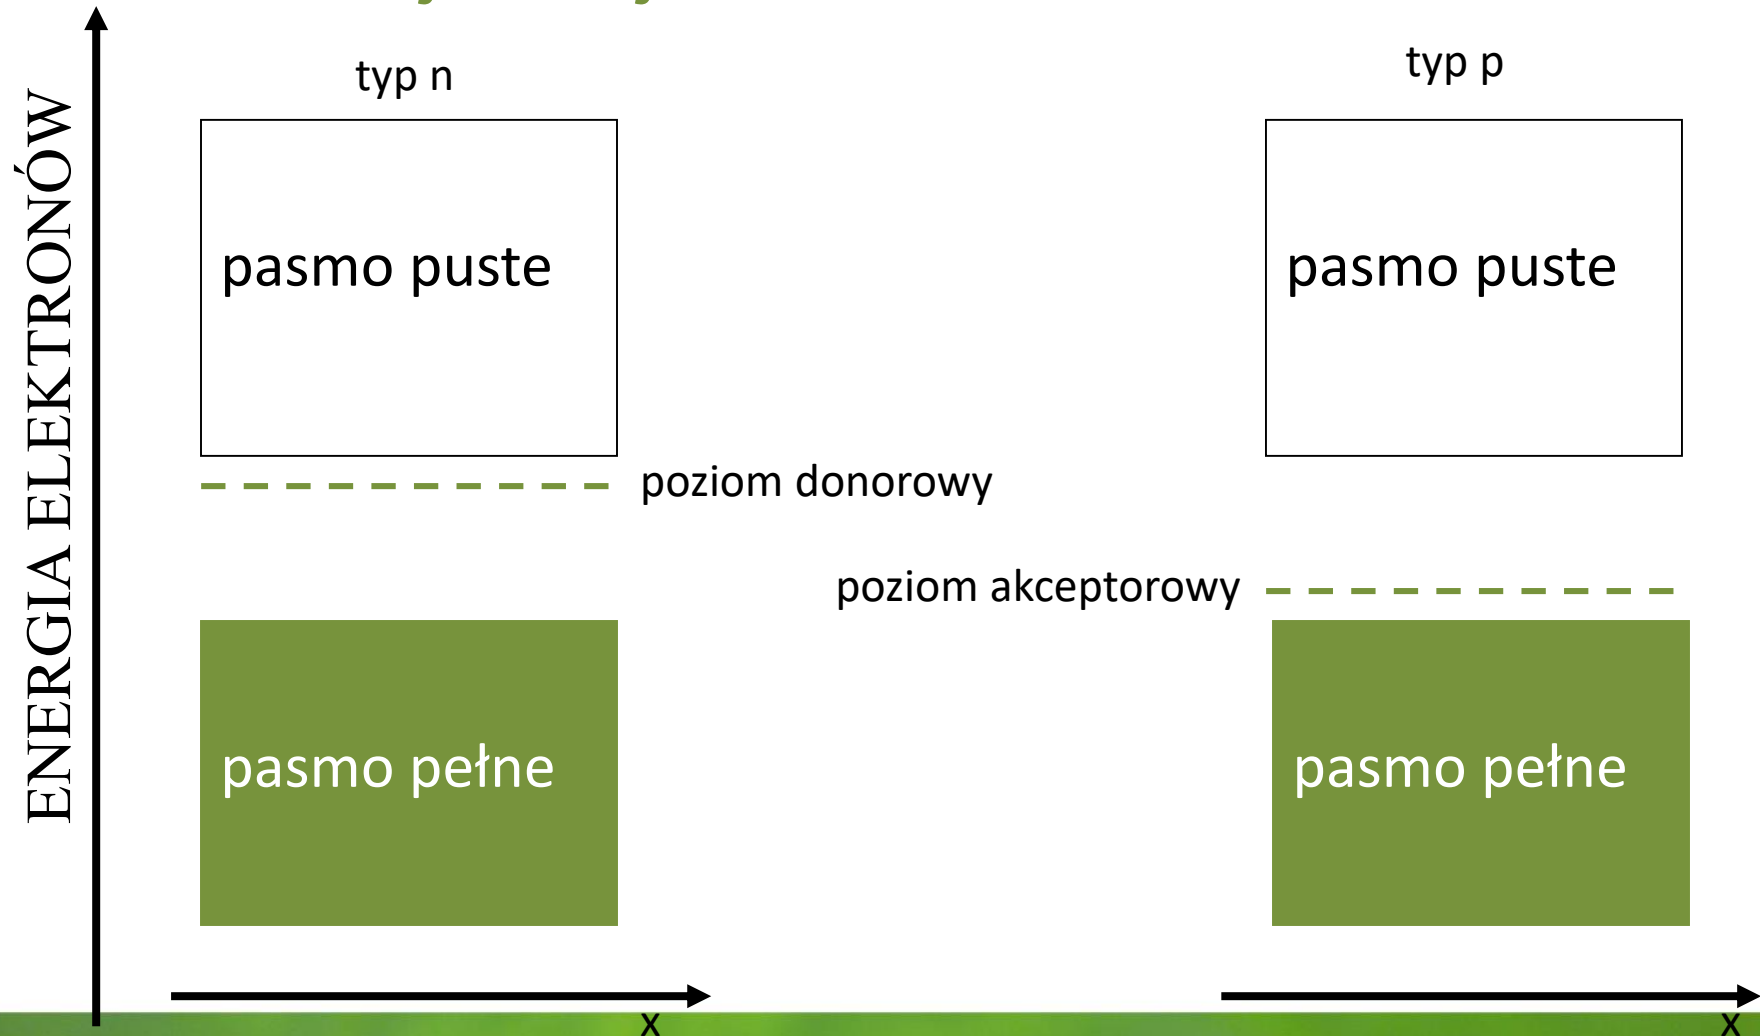 typ n
typ p
ENERGIA ELEKTRONÓW
pasmo puste
pasmo puste
poziom donorowy
poziom akceptorowy
pasmo pełne
pasmo pełne
x
x